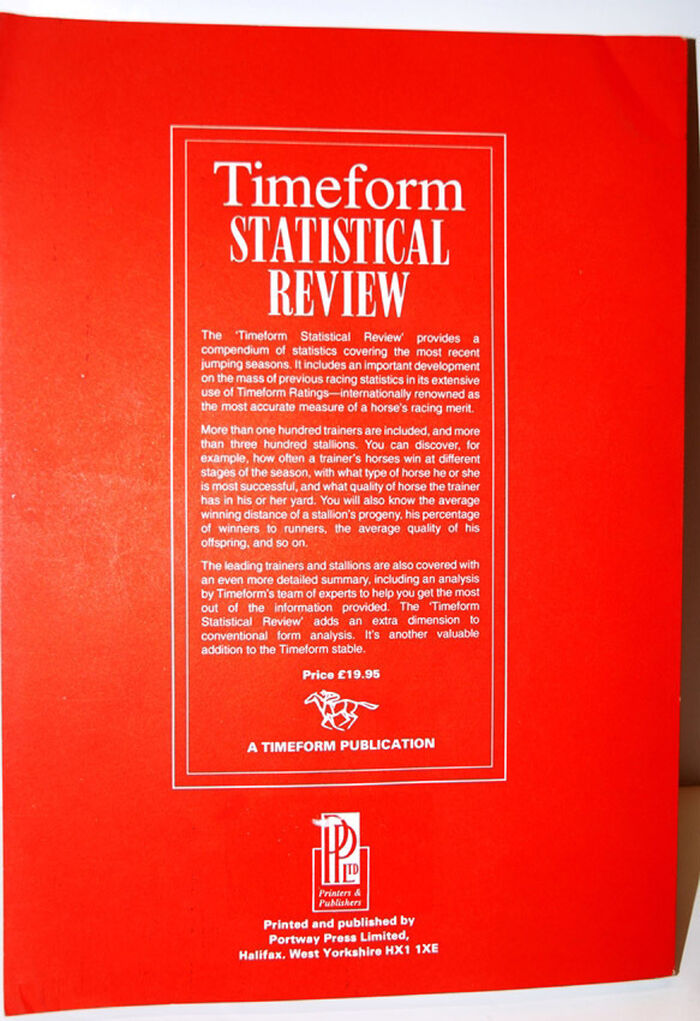 Timeform
STATISTICAL
REVIEW
The 'Timeform Statistical Review' provides a
compendium of statistics covering the most recent
jumping seasons. It includes an important development
on the mass of previous racing statistics in its extensive
use of Timeform Ratings—internationally renowned as
the most accurate measure of a horse's racing merit.
More than one hundred trainers are included, and more
than three hundred stallions. You can discover, for
example, how often a trainer's horses win at different
stages of the season, with what type of horse he or she
is most successful, and what quality of horse the trainer
has in his or her yard. You will also know the average
winning distance of a stallion's progeny, his percentage
of winners to runners, the average quality of his
offspring, and so on.
The leading trainers and stallions are also covered with
an even more detailed summary, including an analysis
by Timeform's team of experts to help you get the most
out of the information provided. The 'Timeform
Statistical Review' adds an extra dimension to
conventional form analysis. It's another valuable
addition to the Timeform stable.
Price £19.95
A TIMEFORM PUBLICATION
PP
LTD
Printers &
Publishers
Printed and published by
Portway Press Limited,
Halifax, West Yorkshire HX1 1XE